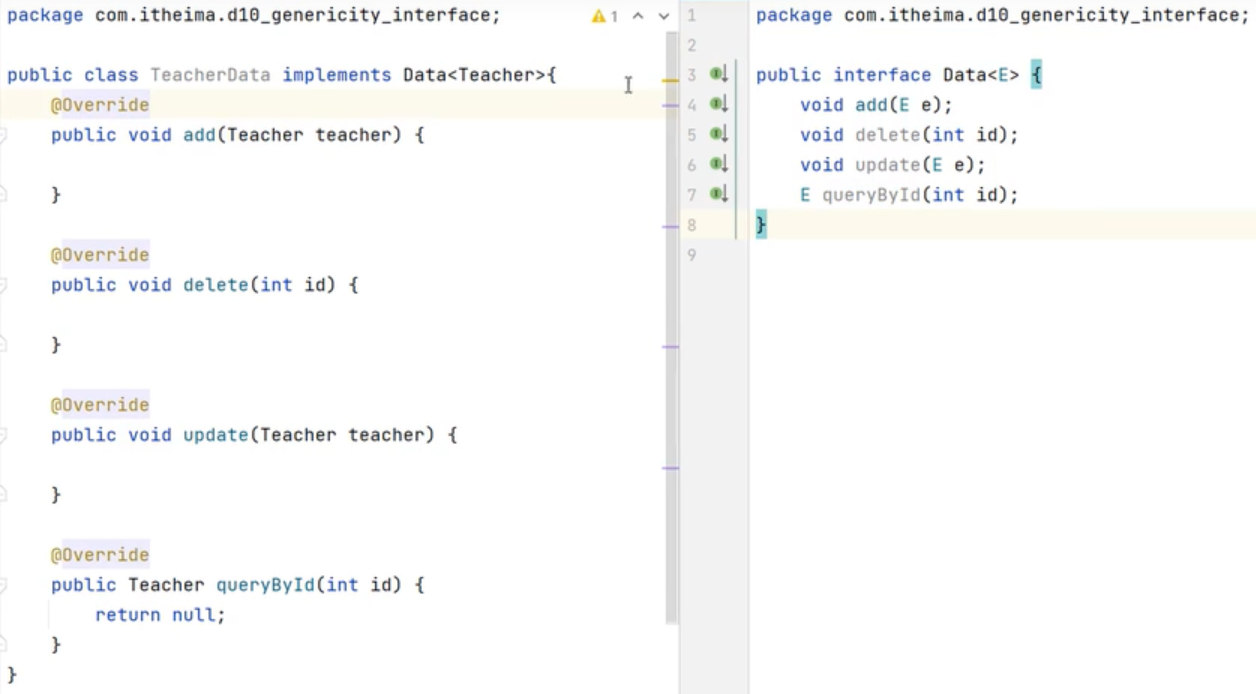 package com.itheima.d10_genericity_interface;
1
public class TeacherData implements Data<Teacher>{
@Override
public void add(Teacher teacher) {
}
@Override
public void delete(int id) {
}
@Override
public void update(Teacher teacher) {
}
@Override
public Teacher queryById(int id) {
return null;
}
}
1 package com.itheima.d10_genericity_interface;
2
3 public interface Data<E> {
4 void add(E e);
5 void delete(int id);
6 void update(E e);
7 E queryById(int id);
8 }
9